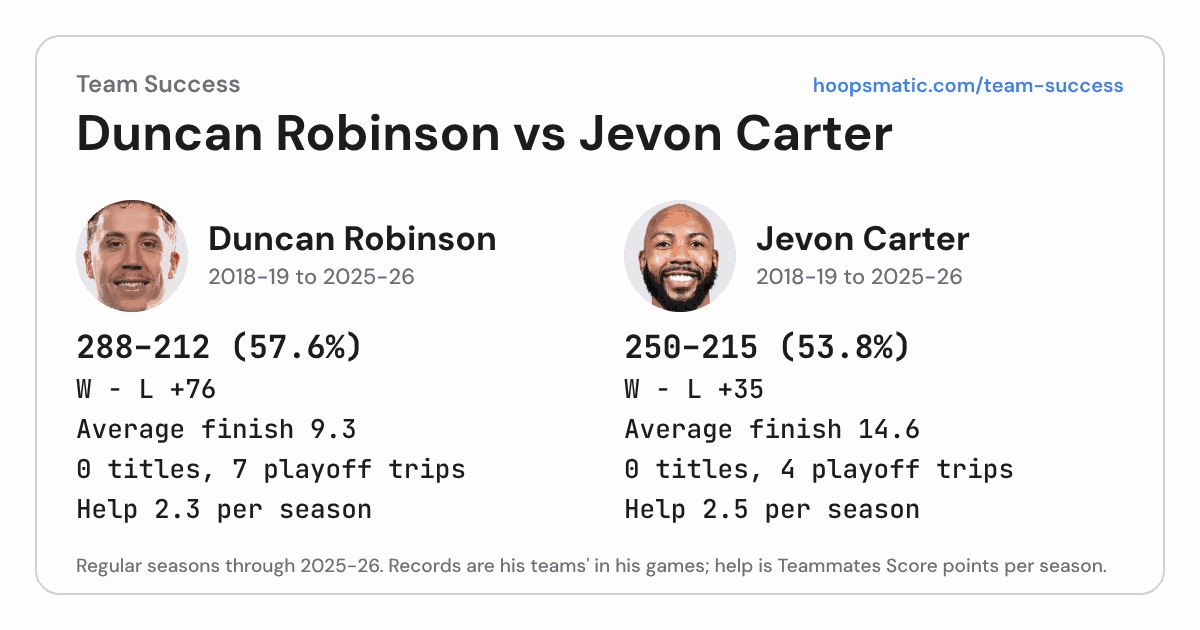 Team Success
hoopsmatic.com/team-success
Duncan Robinson vs Jevon Carter
Duncan Robinson
2018-19 to 2025-26
288-212 (57.6%)
W - L +76
Average finish 9.3
0 titles, 7 playoff trips
Help 2.3 per season
Jevon Carter
2018-19 to 2025-26
250-215 (53.8%)
W - L +35
Average finish 14.6
0 titles, 4 playoff trips
Help 2.5 per season
Regular seasons through 2025-26. Records are his teams' in his games; help is Teammates Score points per season.